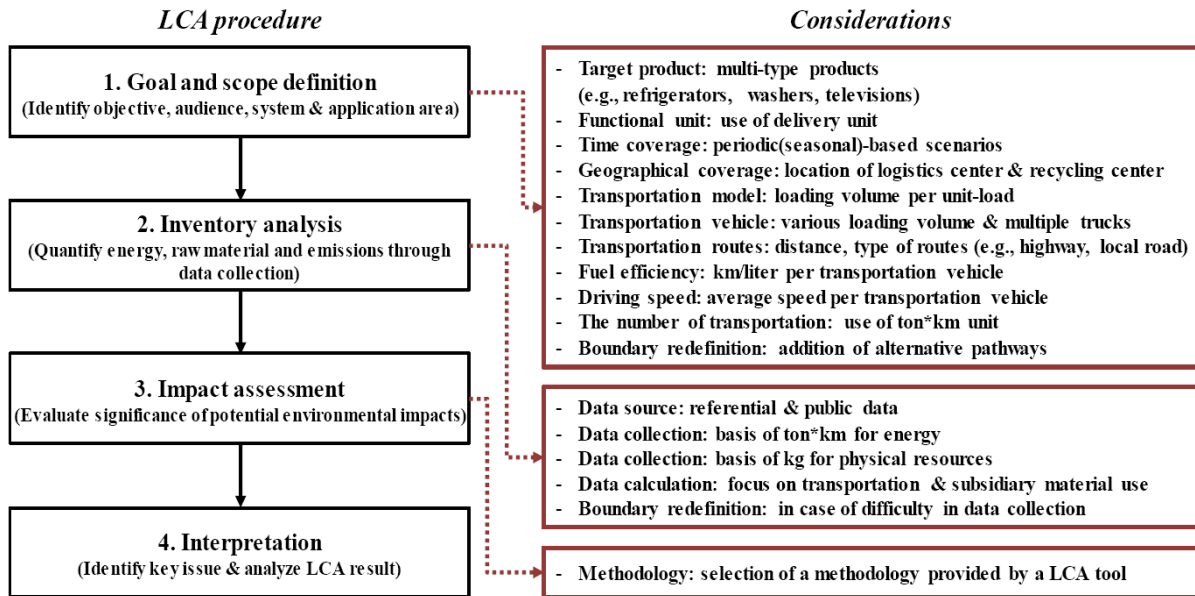 LCA procedure
1. Goal and scope definition
(Identify objective, audience, system & application area)
2. Inventory analysis
(Quantify energy, raw material and emissions through
data collection)
3. Impact assessment
(Evaluate significance of potential environmental impacts)
4. Interpretation
(Identify key issue & analyze LCA result)
Considerations
- Target product: multi-type products
(e.g., refrigerators, washers, televisions)
- Functional unit: use of delivery unit
- Time coverage: periodic(seasonal)-based scenarios
- Geographical coverage: location of logistics center & recycling center
- Transportation model: loading volume per unit-load
- Transportation vehicle: various loading volume & multiple trucks
- Transportation routes: distance, type of routes (e.g., highway, local road)
- Fuel efficiency: km/liter per transportation vehicle
- Driving speed: average speed per transportation vehicle
- The number of transportation: use of ton*km unit
- Boundary redefinition: addition of alternative pathways
- Data source: referential & public data
- Data collection: basis of ton*km for energy
- Data collection: basis of kg for physical resources
- Data calculation: focus on transportation & subsidiary material use
- Boundary redefinition: in case of difficulty in data collection
- Methodology: selection of a methodology provided by a LCA tool